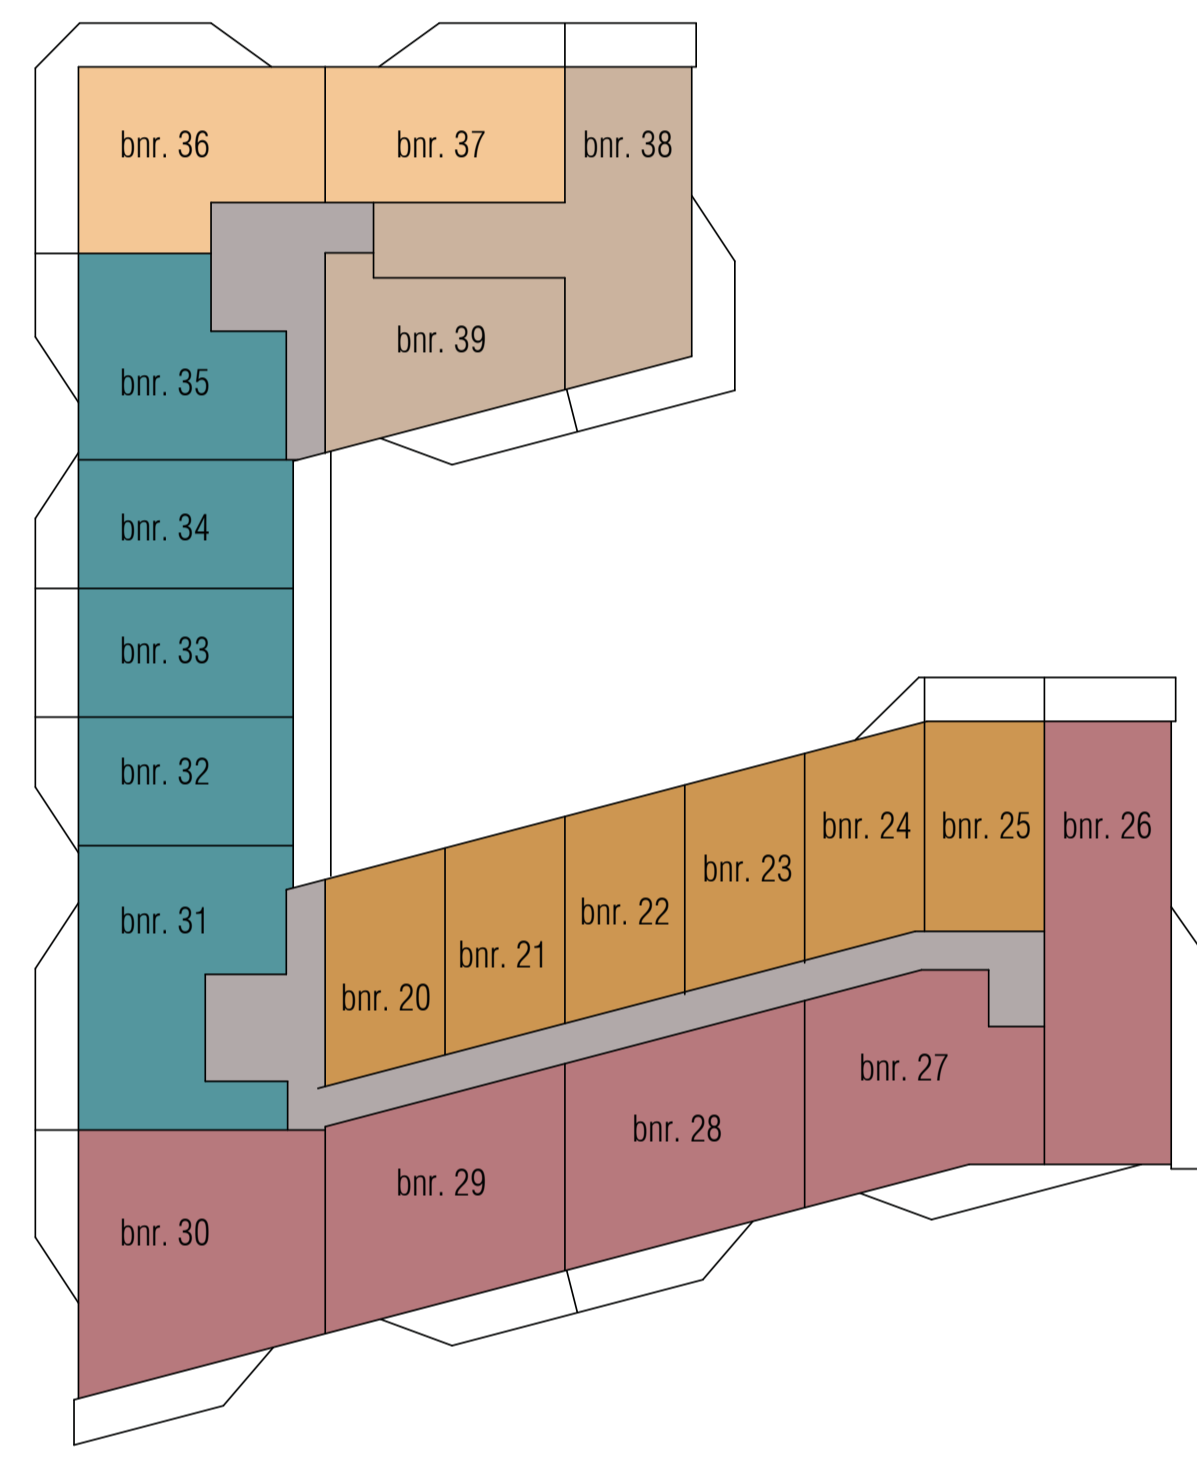 bnr. 36
bnr. 37
bnr. 38
bnr. 39
bnr. 35
bnr. 34
bnr. 33
bnr. 32
bnr. 31
bnr. 20
bnr. 21
bnr. 22
bnr. 23
bnr. 24
bnr. 25
bnr. 26
bnr. 27
bnr. 28
bnr. 29
bnr. 30